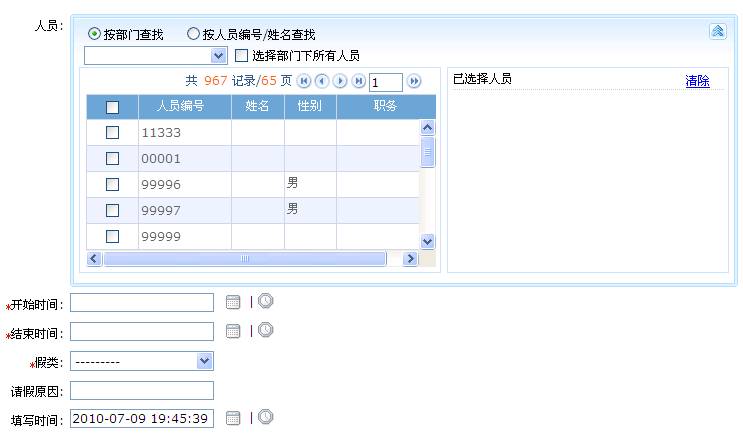 人员:
按部门查找 按人员编号/姓名查找
选择部门下所有人员
共 967 记录/65 页 1
已选择人员 清除
人员编号 姓名 性别 职务
11333
00001
99996 男
99997 男
99999
*开始时间:
*结束时间:
*假类: ---------
请假原因:
填写时间: 2010-07-09 19:45:39